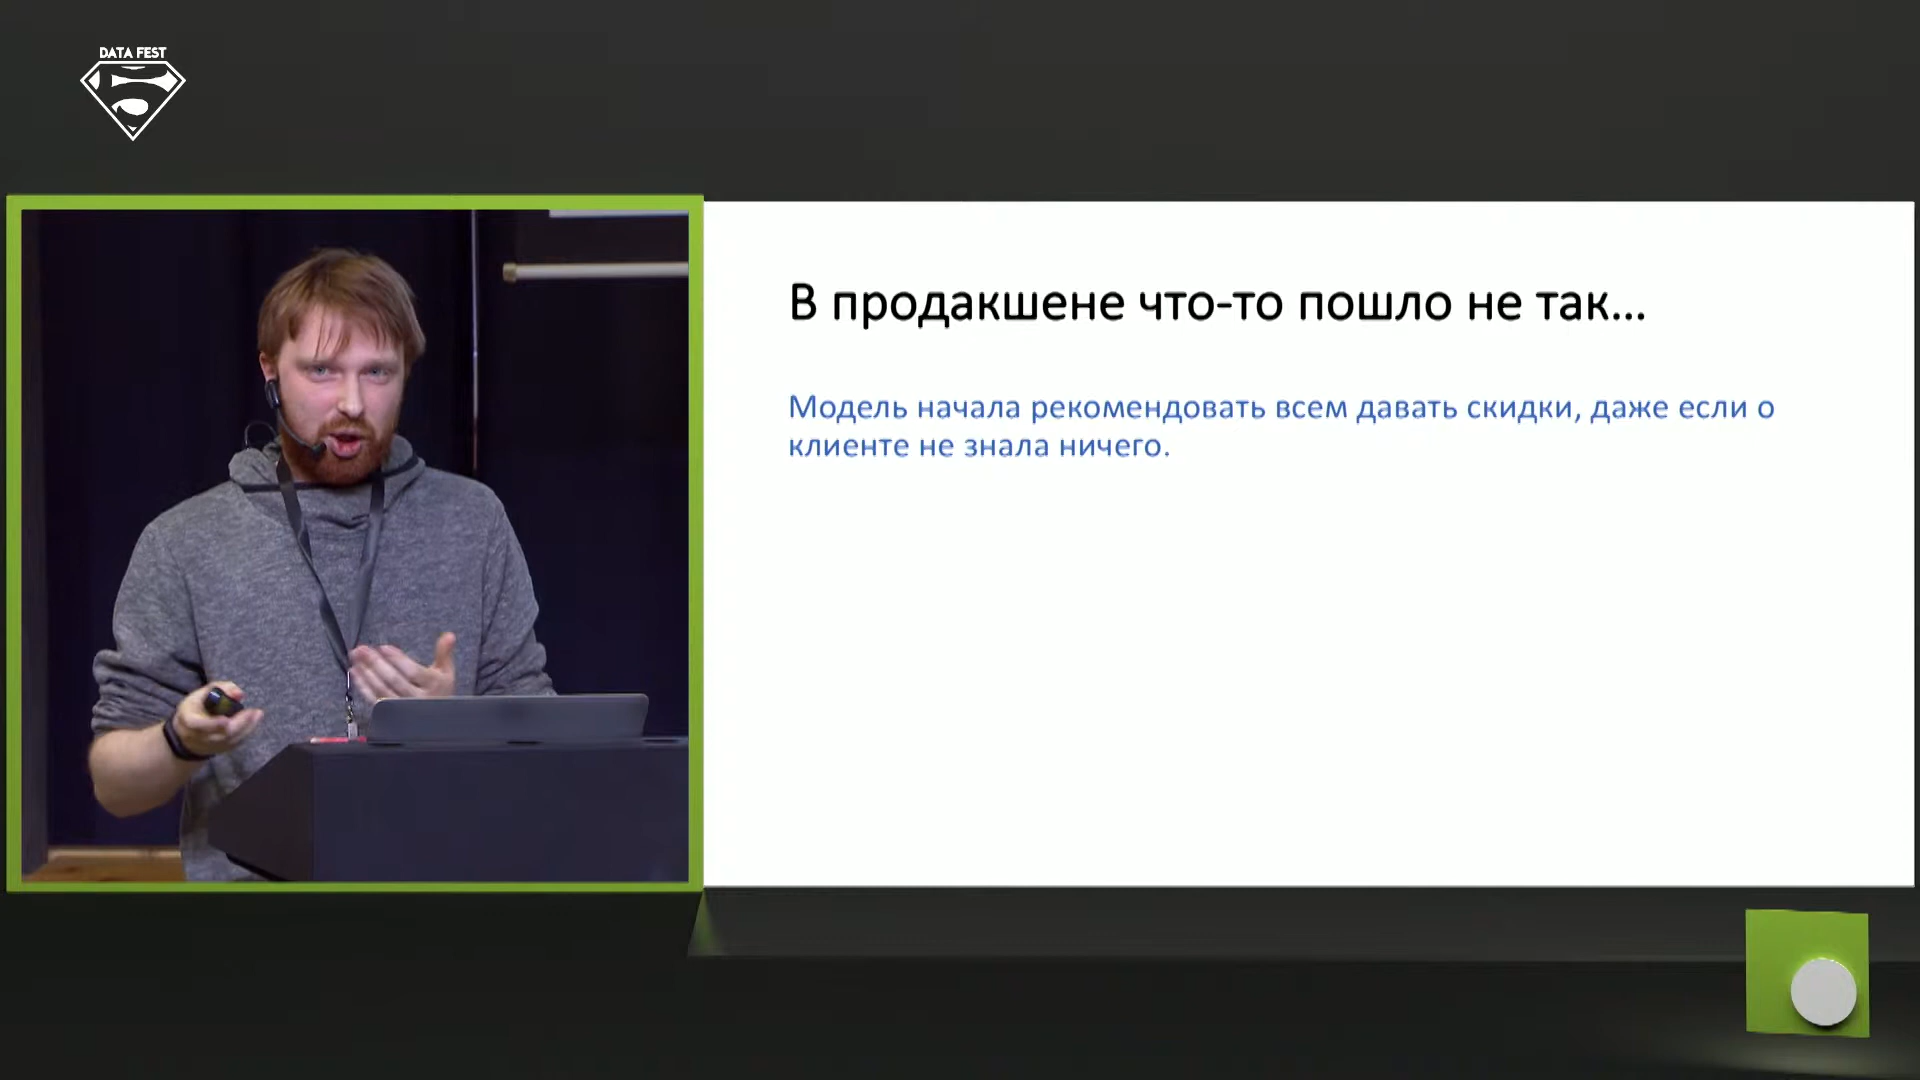 DATA FEST
В продакшене что-то пошло не так...
Модель начала рекомендовать всем давать скидки, даже если о
клиенте не знала ничего.